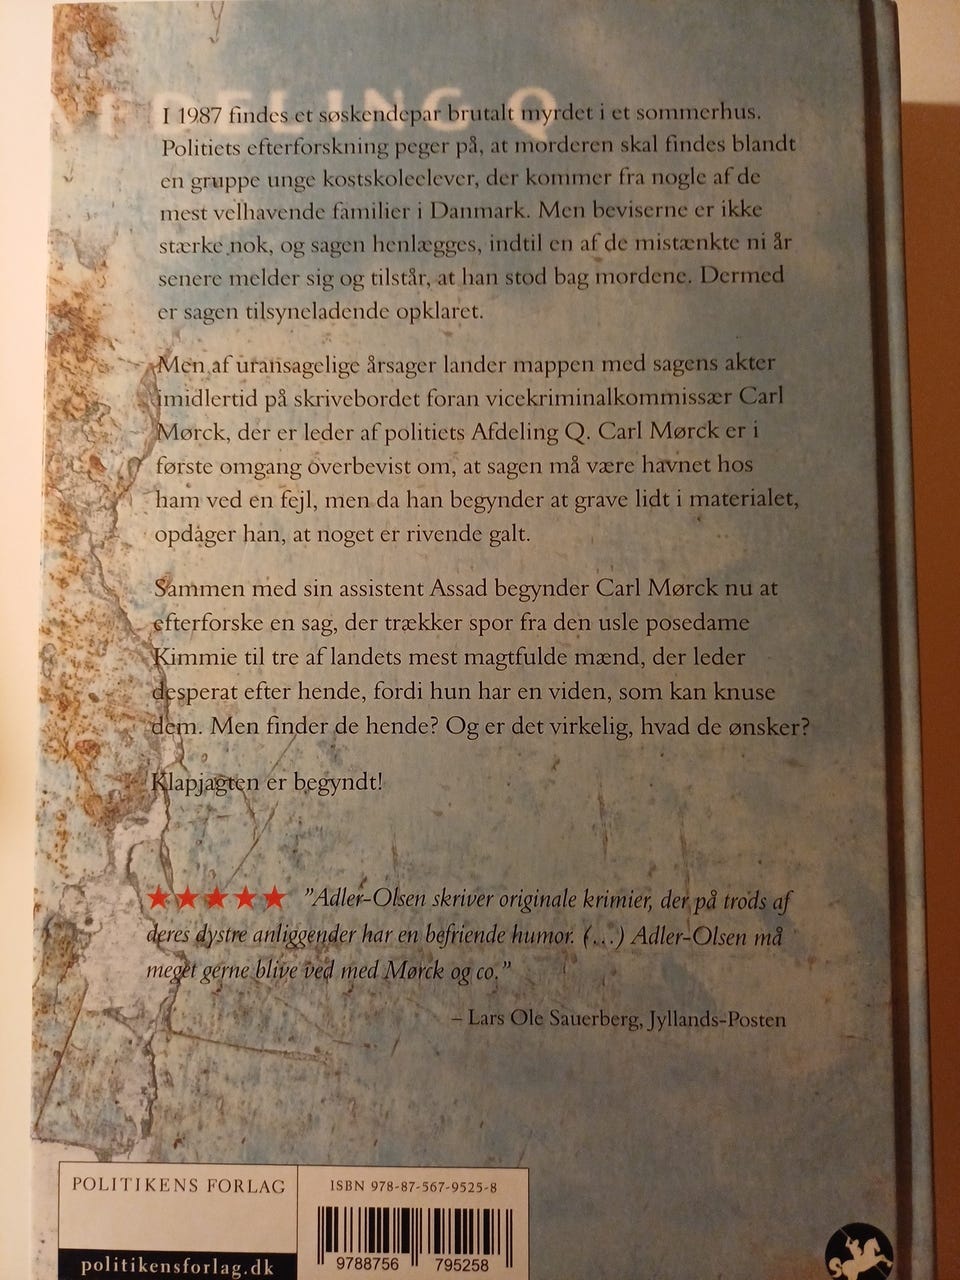 AFDELING Q
I 1987 findes et søskendepar brutalt myrdet i et sommerhus.
Politiets efterforskning peger på, at morderen skal findes blandt
en gruppe unge kostskoleelever, der kommer fra nogle af de
mest velhavende familier i Danmark. Men beviserne er ikke
stærke nok, og sagen henlægges, indtil en af de mistænkte ni år
senere melder sig og tilstår, at han stod bag mordene. Dermed
er sagen tilsyneladende opklaret.
Men af uransagelige årsager lander mappen med sagens akter
imidlertid på skrivebordet foran vicekriminalkommissær Carl
Mørck, der er leder af politiets Afdeling Q. Carl Mørck er i
første omgang overbevist om, at sagen må være havnet hos
ham ved en fejl, men da han begynder at grave lidt i materialet,
opdager han, at noget er rivende galt.
Sammen med sin assistent Assad begynder Carl Mørck nu at
efterforske en sag, der trækker spor fra den usle posedame
Kimmie til tre af landets mest magtfulde mænd, der leder
desperat efter hende, fordi hun har en viden, som kan knuse
dem. Men finder de hende? Og er det virkelig, hvad de ønsker?
Klapjagten er begyndt!
★★★★★ ”Adler-Olsen skriver originale krimier, der på trods af
deres dystre anliggender har en befriende humor. (…) Adler-Olsen må
meget gerne blive ved med Mørck og co.”
– Lars Ole Sauerberg, Jyllands-Posten
POLITIKENS FORLAG
politikensforlag.dk
ISBN 978-87-567-9525-8
9788756 795258